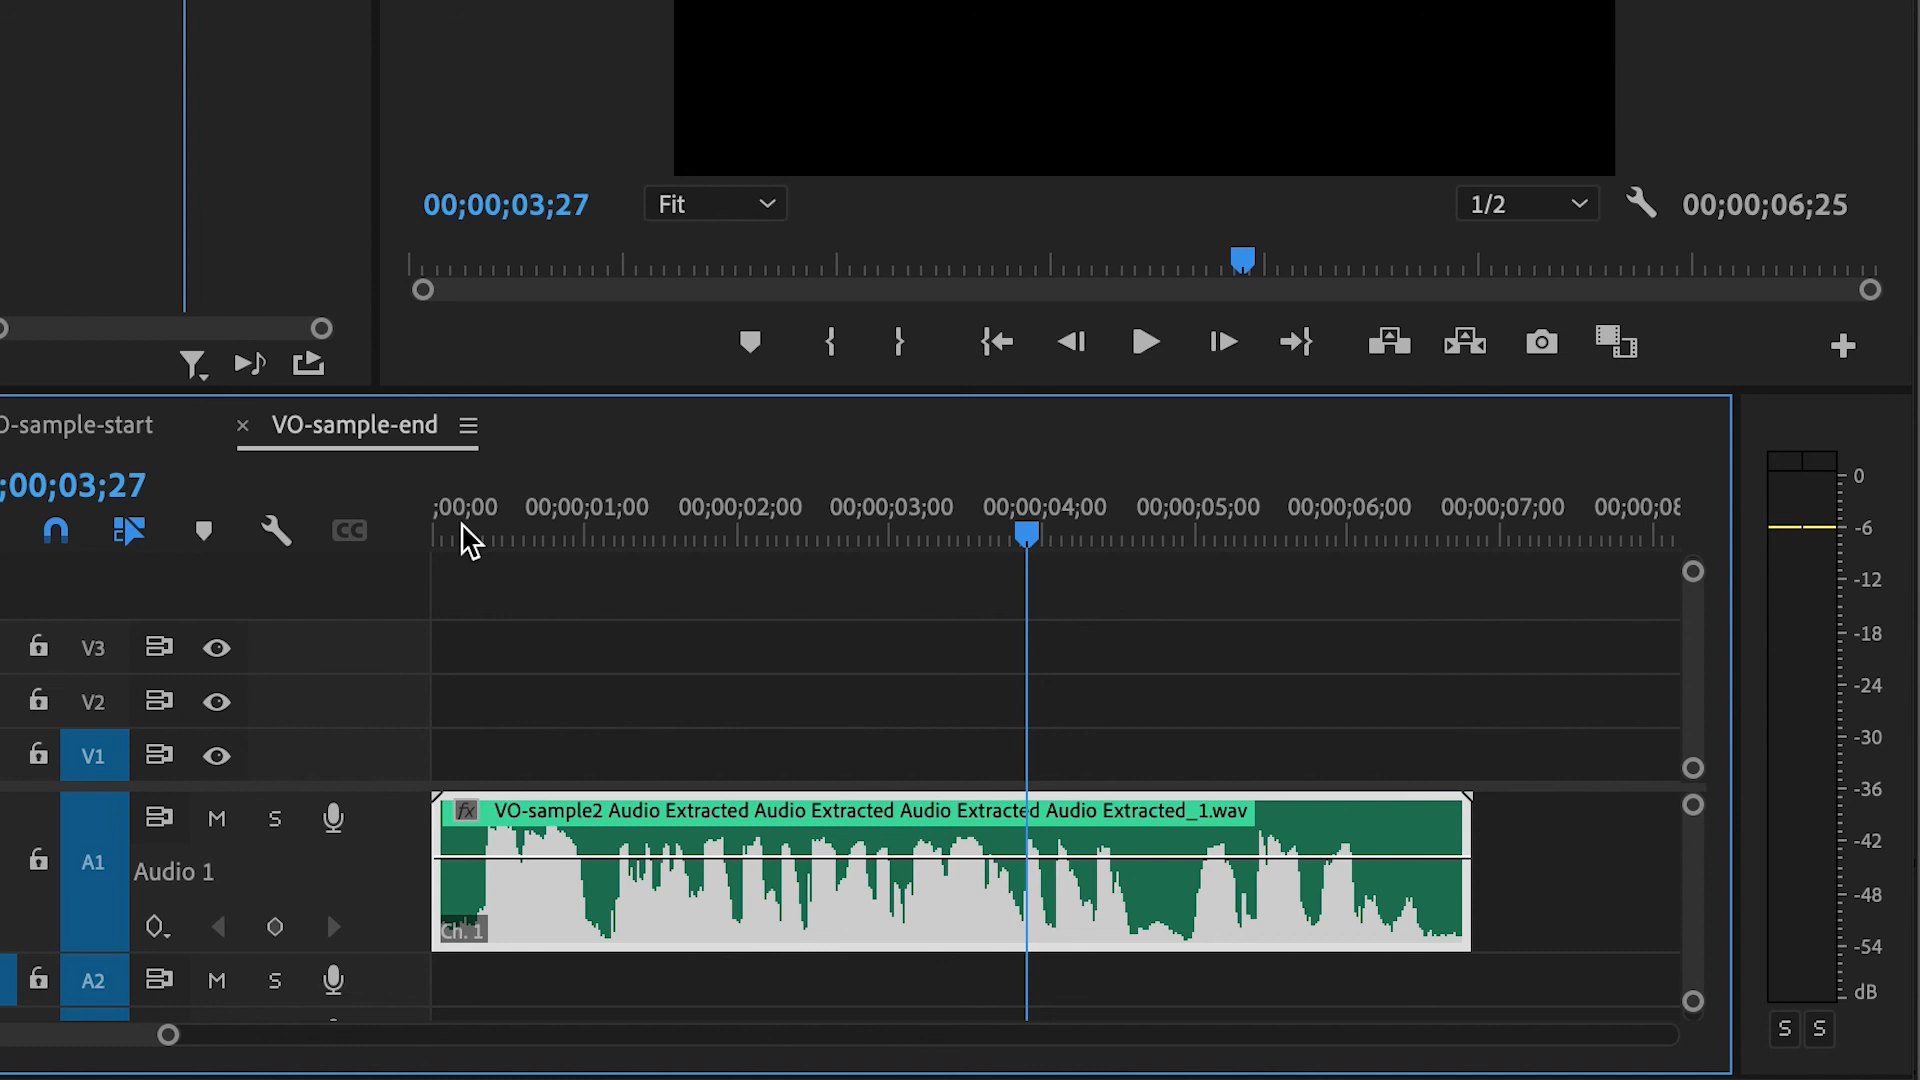 00;00;03;27
Fit
1/2
00;00;06;25
O-sample-start
× VO-sample-end
;00;03;27
;00;00 00;00;01;00 00;00;02;00 00;00;03;00 00;00;04;00 00;00;05;00 00;00;06;00 00;00;07;00 00;00;08
CC
V3
V2
V1
fx VO-sample2 Audio Extracted Audio Extracted Audio Extracted Audio Extracted_1.wav
M S
A1
Audio 1
Ch. 1
A2 M S
0
-6
-12
-18
-24
-30
-36
-42
-48
-54
dB
S S